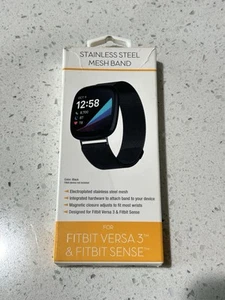 STAINLESS STEEL
MESH BAND
12:58
Color: Black
• Electroplated stainless steel mesh
• Integrated hardware to attach band to your device
• Magnetic closure adjusts to fit most wrists
• Designed for Fitbit Versa 3 & Fitbit Sense
FOR
FITBIT VERSA 3™
& FITBIT SENSE™